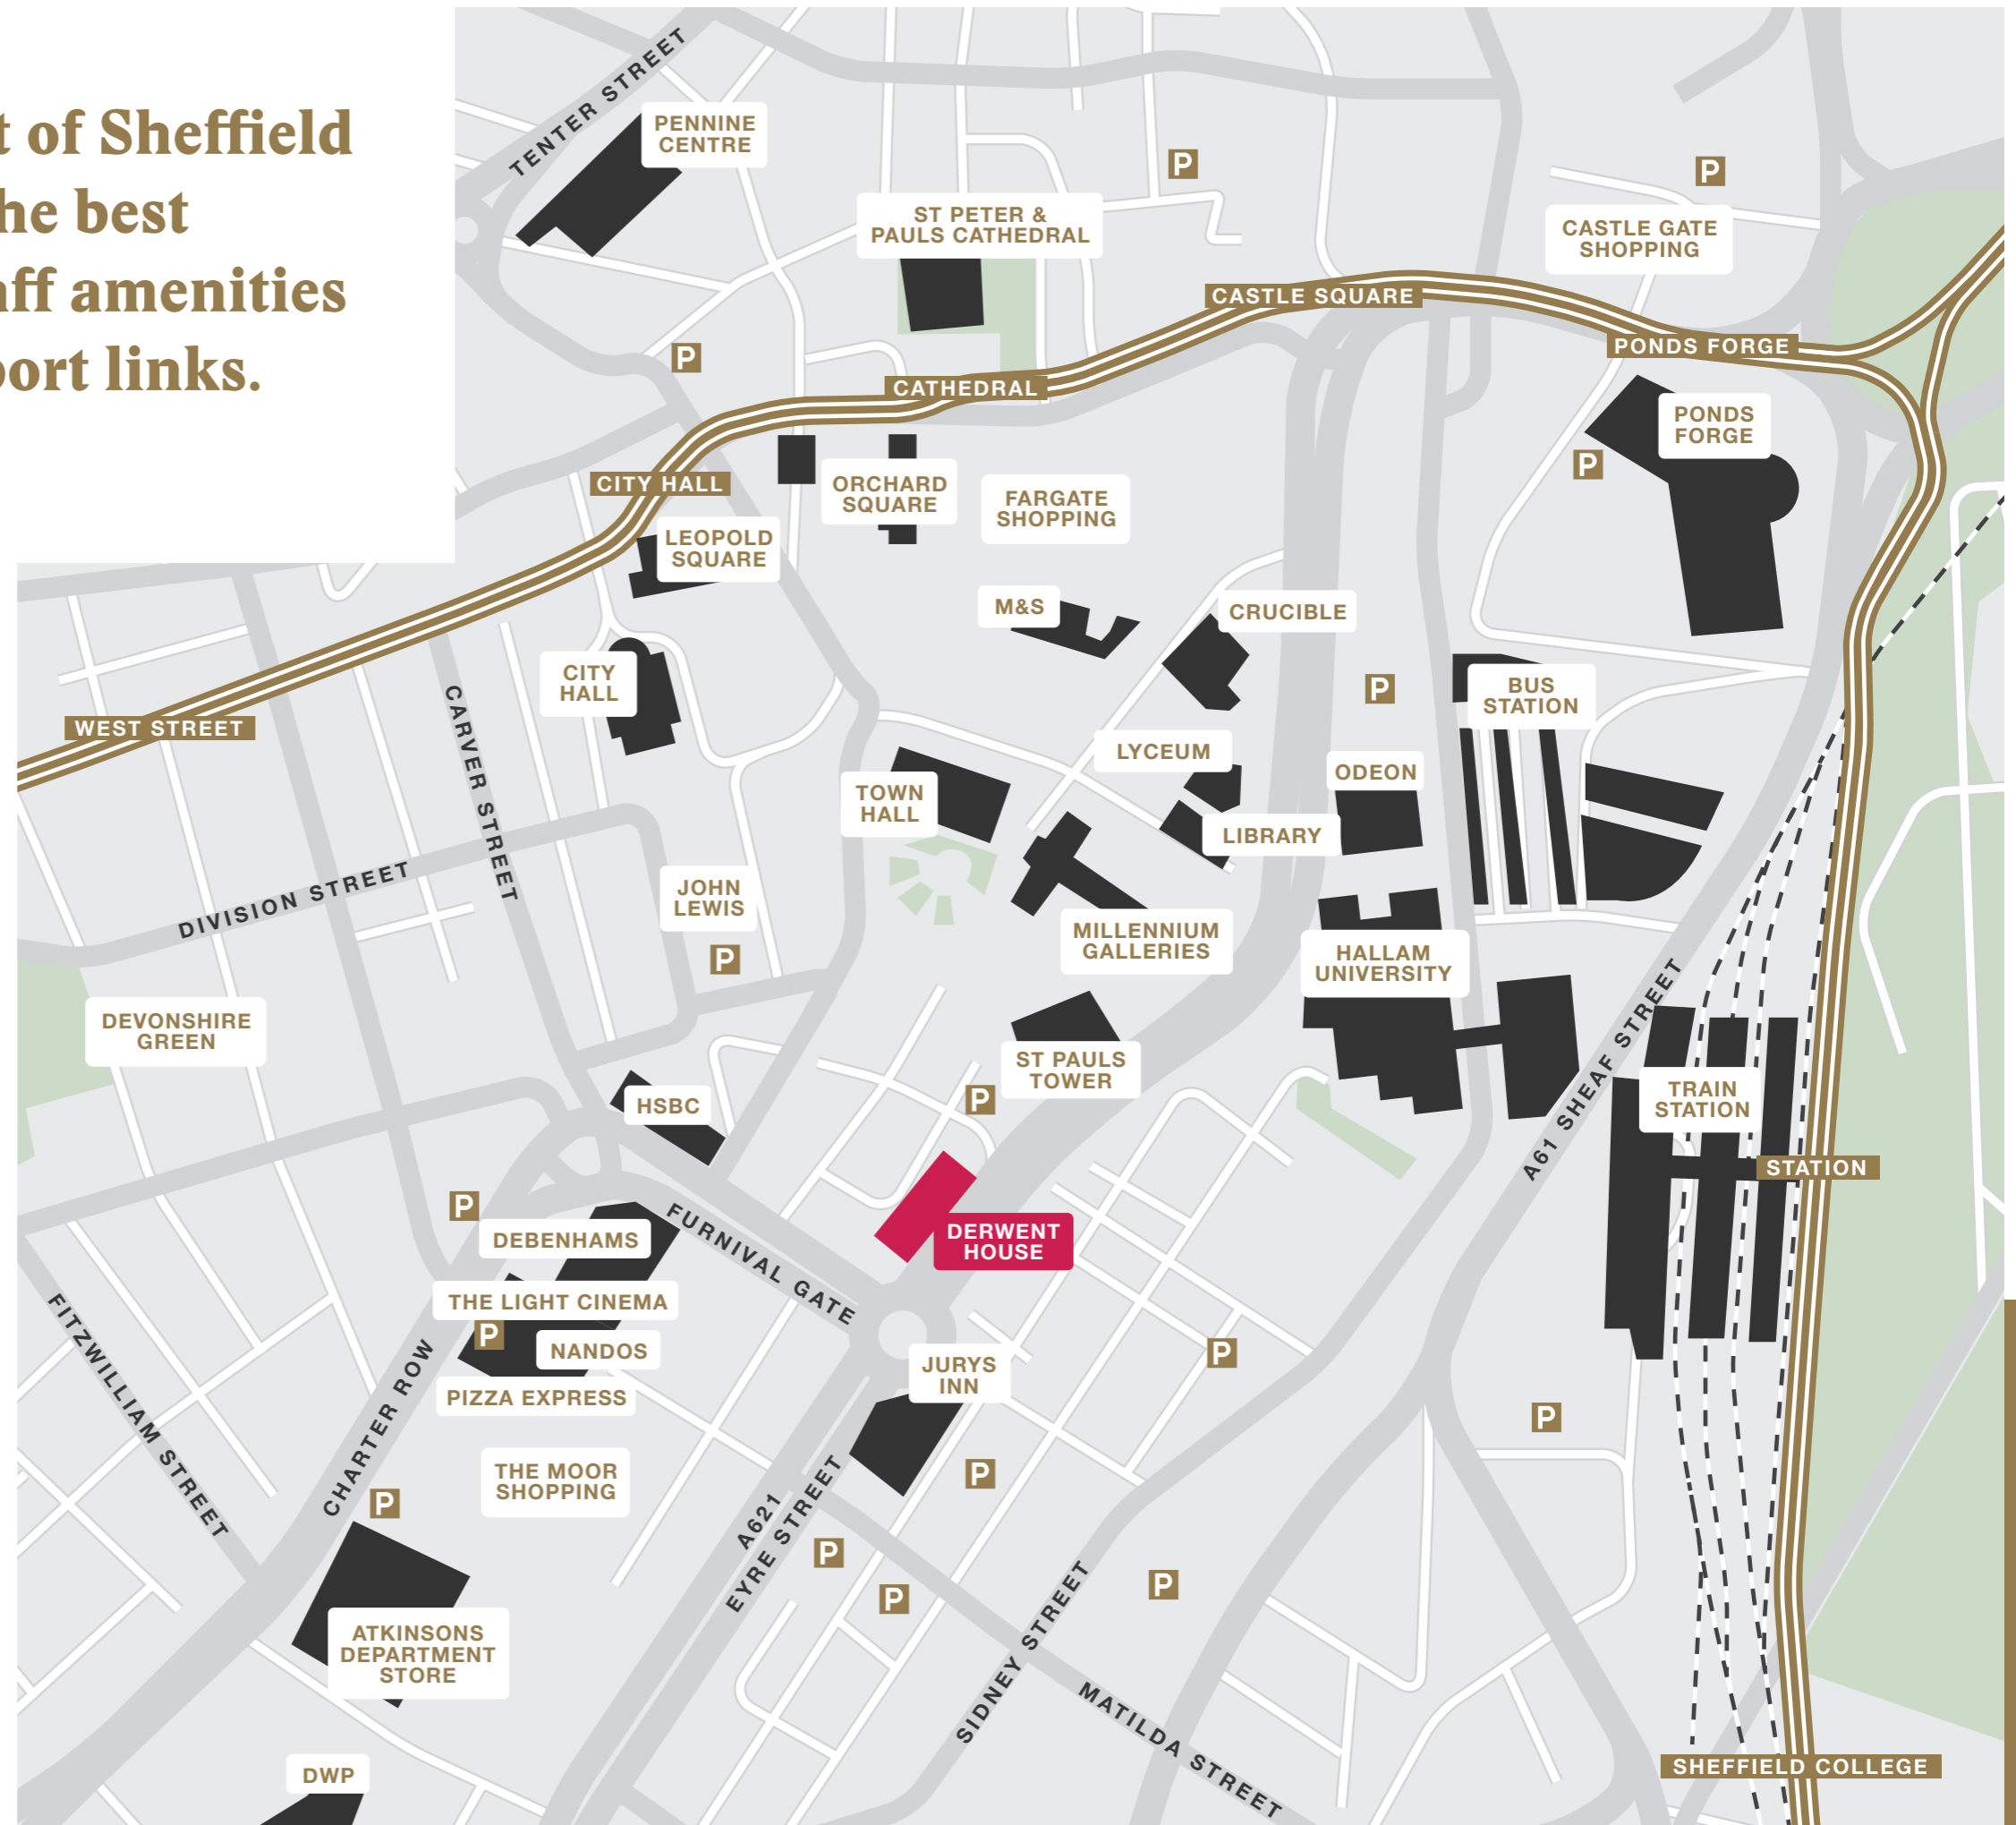 t of Sheffield
he best
aff amenities
port links.
TENTER STREET
PENNINE
CENTRE
P
P
ST PETER &
PAULS CATHEDRAL
CASTLE GATE
SHOPPING
CASTLE SQUARE
PONDS FORGE
P
CATHEDRAL
PONDS
FORGE
P
CITY HALL
ORCHARD
SQUARE
FARGATE
SHOPPING
LEOPOLD
SQUARE
M&S
CRUCIBLE
CITY
HALL
P
BUS
STATION
WEST STREET
CARVER STREET
LYCEUM
ODEON
TOWN
HALL
LIBRARY
DIVISION STREET
JOHN
LEWIS
P
MILLENNIUM
GALLERIES
HALLAM
UNIVERSITY
DEVONSHIRE
GREEN
A61 SHEAF STREET
ST PAULS
TOWER
P
HSBC
TRAIN
STATION
STATION
P
DEBENHAMS
FURNIVAL GATE
DERWENT
HOUSE
THE LIGHT CINEMA
P
NANDOS
PIZZA EXPRESS
FITZWILLIAM STREET
CHARTER ROW
JURYS
INN
P
P
THE MOOR
SHOPPING
P
P
A621
EYRE STREET
P
P
P
ATKINSONS
DEPARTMENT
STORE
SIDNEY STREET
MATILDA STREET
DWP
SHEFFIELD COLLEGE